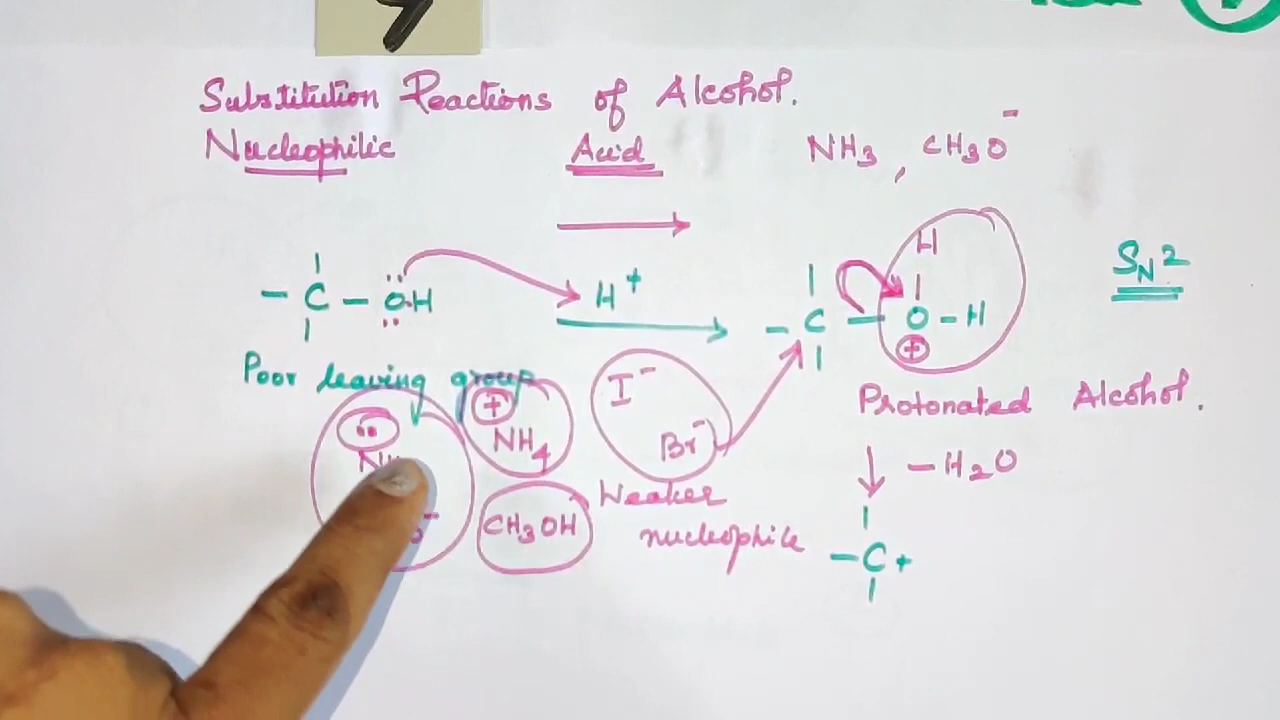 Substitution Reactions of Alcohol.
Nucleophilic Acid NH3 , CH3O⁻
H
SN2
– C – ÖH H+ – C – O – H
+
Poor leaving group
Protonated Alcohol.
+ I⁻
NH4 Br⁻
– H2O
Weaker
CH3OH
nucleophile
– C +